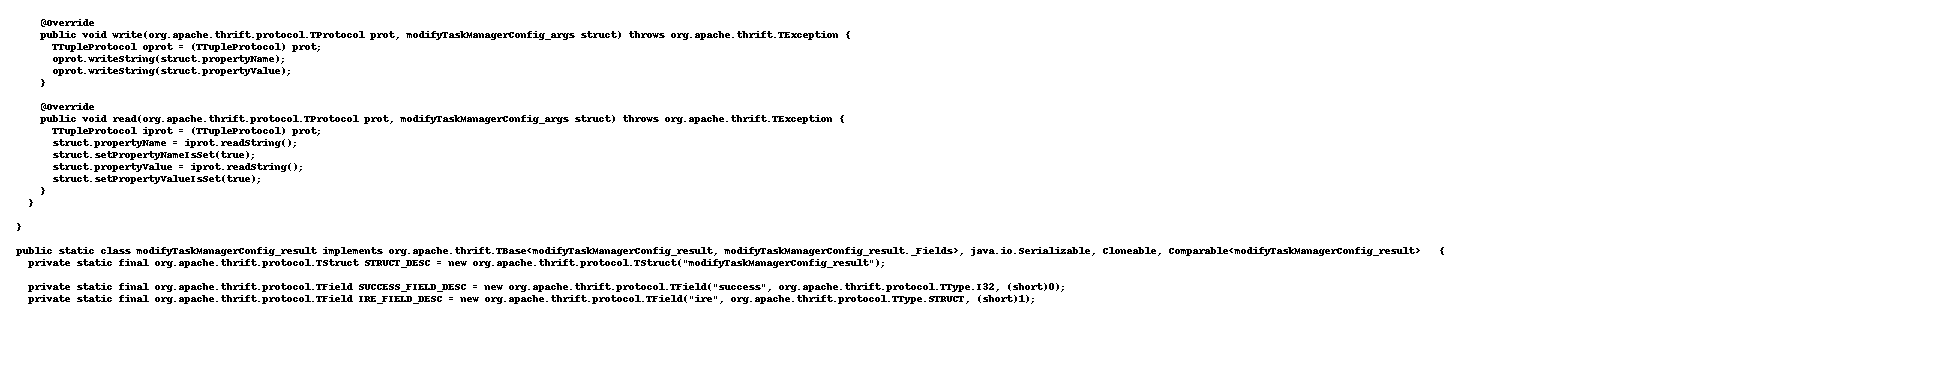 @Override
public void write(org.apache.thrift.protocol.TProtocol prot, modifyTaskManagerConfig_args struct) throws org.apache.thrift.TException {
TTupleProtocol oprot = (TTupleProtocol) prot;
oprot.writeString(struct.propertyName);
oprot.writeString(struct.propertyValue);
}
@Override
public void read(org.apache.thrift.protocol.TProtocol prot, modifyTaskManagerConfig_args struct) throws org.apache.thrift.TException {
TTupleProtocol iprot = (TTupleProtocol) prot;
struct.propertyName = iprot.readString();
struct.setPropertyNameIsSet(true);
struct.propertyValue = iprot.readString();
struct.setPropertyValueIsSet(true);
}
}
}
public static class modifyTaskManagerConfig_result implements org.apache.thrift.TBase<modifyTaskManagerConfig_result, modifyTaskManagerConfig_result._Fields>, java.io.Serializable, Cloneable, Comparable<modifyTaskManagerConfig_result>   {
private static final org.apache.thrift.protocol.TStruct STRUCT_DESC = new org.apache.thrift.protocol.TStruct("modifyTaskManagerConfig_result");
private static final org.apache.thrift.protocol.TField SUCCESS_FIELD_DESC = new org.apache.thrift.protocol.TField("success", org.apache.thrift.protocol.TType.I32, (short)0);
private static final org.apache.thrift.protocol.TField IRE_FIELD_DESC = new org.apache.thrift.protocol.TField("ire", org.apache.thrift.protocol.TType.STRUCT, (short)1);